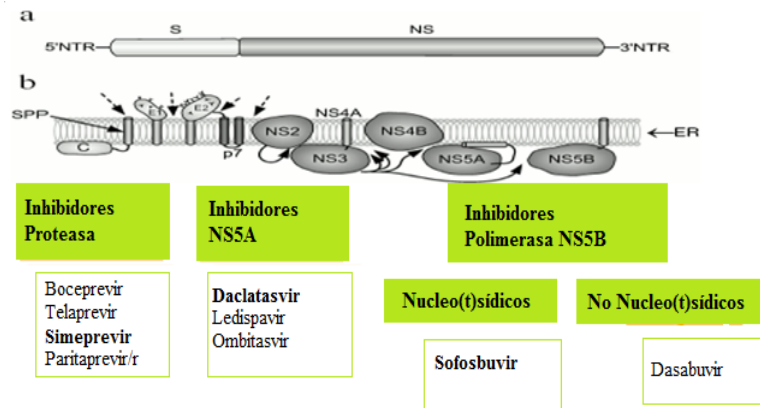 a
S
NS
5'NTR
3'NTR
b
SPP
E1
E2
NS4A
NS2
NS4B
ER
C
p7
NS3
NS5A
NS5B
Inhibidores
Proteasa
Inhibidores
NS5A
Inhibidores
Polimerasa NS5B
Boceprevir
Telaprevir
Simeprevir
Paritaprevir/r
Daclatasvir
Ledispavir
Ombitasvir
Nucleo(t)sídicos
No Nucleo(t)sídicos
Sofosbuvir
Dasabuvir